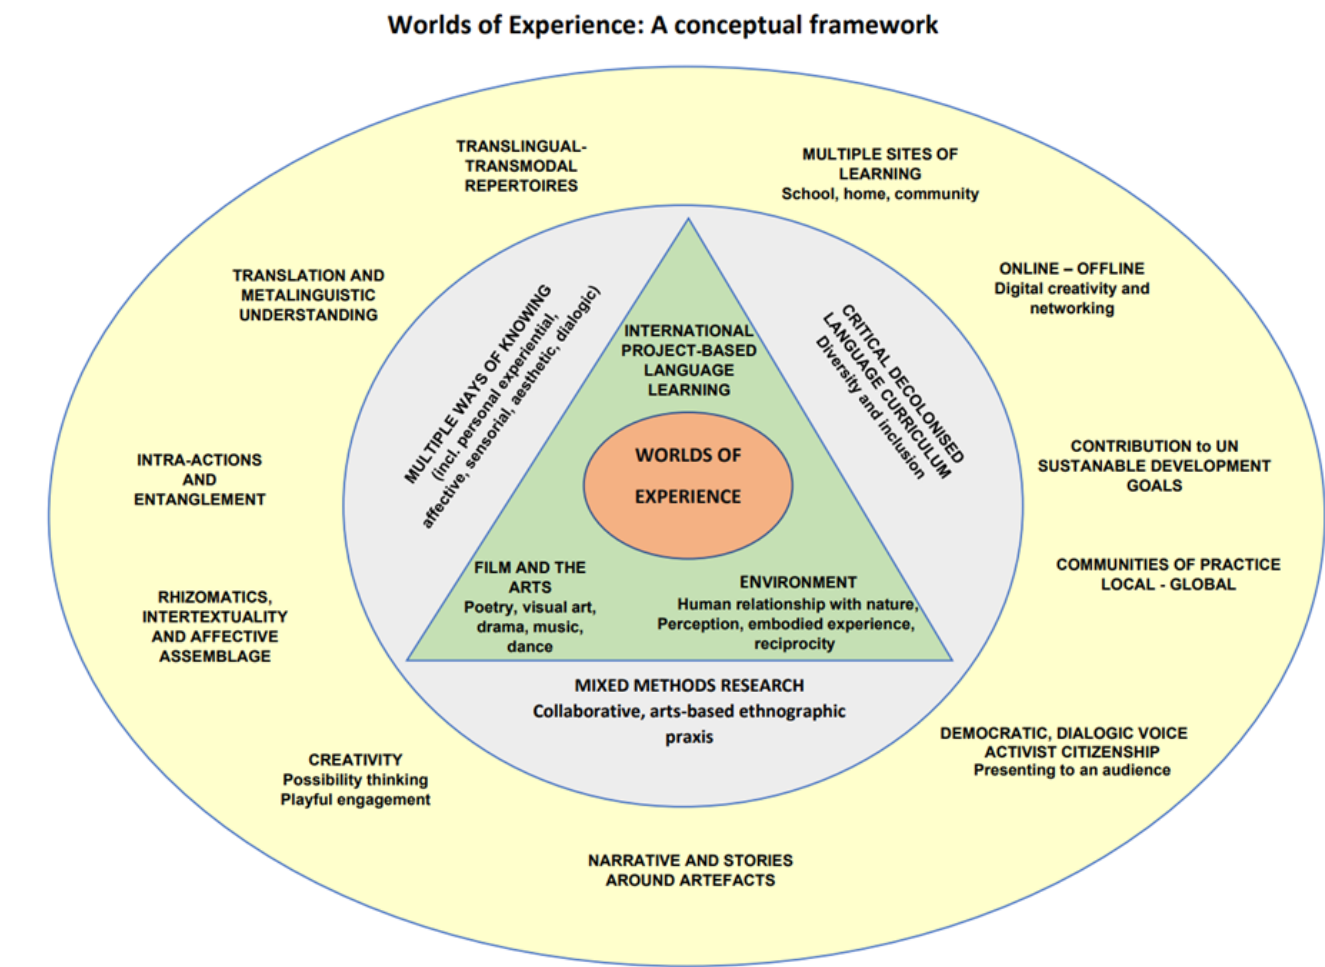 Worlds of Experience: A conceptual framework
TRANSLINGUAL-
TRANSMODAL
REPERTOIRES
MULTIPLE SITES OF
LEARNING
School, home, community
TRANSLATION AND
METALINGUISTIC
UNDERSTANDING
ONLINE – OFFLINE
Digital creativity and
networking
MULTIPLE WAYS OF KNOWING
(incl. personal experiential,
affective, sensorial, aesthetic, dialogic)
INTERNATIONAL
PROJECT-BASED
LANGUAGE
LEARNING
CRITICAL DECOLONISED
LANGUAGE CURRICULUM
Diversity and inclusion
WORLDS OF
EXPERIENCE
INTRA-ACTIONS
AND
ENTANGLEMENT
CONTRIBUTION to UN
SUSTANABLE DEVELOPMENT
GOALS
FILM AND THE
ARTS
Poetry, visual art,
drama, music,
dance
ENVIRONMENT
Human relationship with nature,
Perception, embodied experience,
reciprocity
COMMUNITIES OF PRACTICE
LOCAL - GLOBAL
RHIZOMATICS,
INTERTEXTUALITY
AND AFFECTIVE
ASSEMBLAGE
MIXED METHODS RESEARCH
Collaborative, arts-based ethnographic
praxis
DEMOCRATIC, DIALOGIC VOICE
ACTIVIST CITIZENSHIP
Presenting to an audience
CREATIVITY
Possibility thinking
Playful engagement
NARRATIVE AND STORIES
AROUND ARTEFACTS